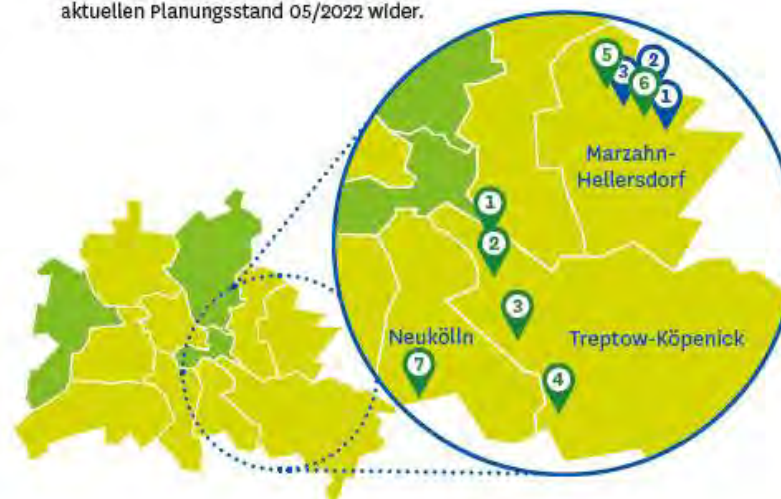 aktuellen Planungsstand 05/2022 wider.
5
2
3
6
1
Marzahn-
Hellersdorf
1
2
3
Neukölln
Treptow-Köpenick
7
4